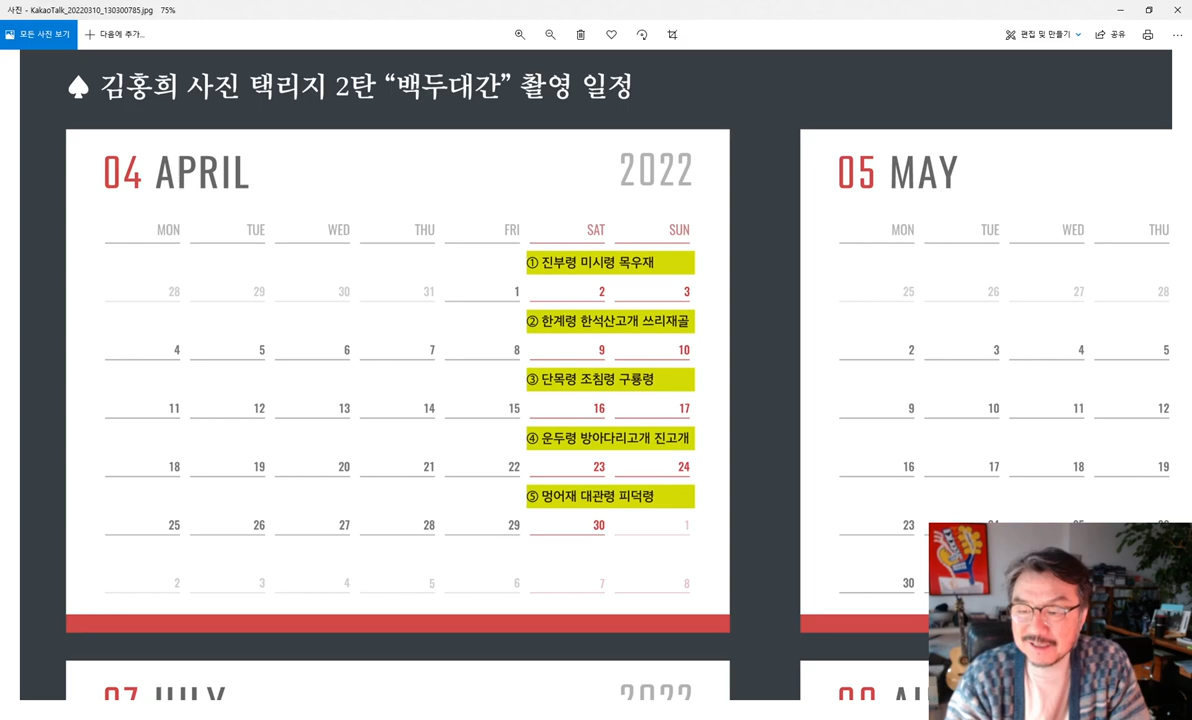 사진 - KakaoTalk_20220310_130300785.jpg 75%
모든 사진 보기 다음에 추가... 편집 및 만들기 공유
♠ 김홍희 사진 택리지 2탄 “백두대간” 촬영 일정
04 APRIL 2022
MON TUE WED THU FRI SAT SUN
① 진부령 미시령 목우재
28 29 30 31 1 2 3
② 한계령 한석산고개 쓰리재골
4 5 6 7 8 9 10
③ 단목령 조침령 구룡령
11 12 13 14 15 16 17
④ 운두령 방아다리고개 진고개
18 19 20 21 22 23 24
⑤ 멍어재 대관령 피덕령
25 26 27 28 29 30 1
2 3 4 5 6 7 8
05 MAY
MON TUE WED THU
25 26 27 28
2 3 4 5
9 10 11 12
16 17 18 19
23
30
07 JULY 2022